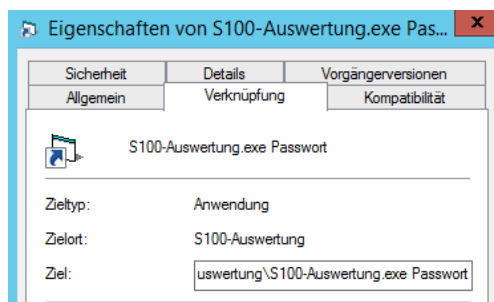 Eigenschaften von S100-Auswertung.exe Pas... x
Sicherheit Details Vorgängerversionen
Allgemein Verknüpfung Kompatibilität
S100-Auswertung.exe Passwort
Zieltyp: Anwendung
Zielort: S100-Auswertung
Ziel: uswertung\S100-Auswertung.exe Passwort